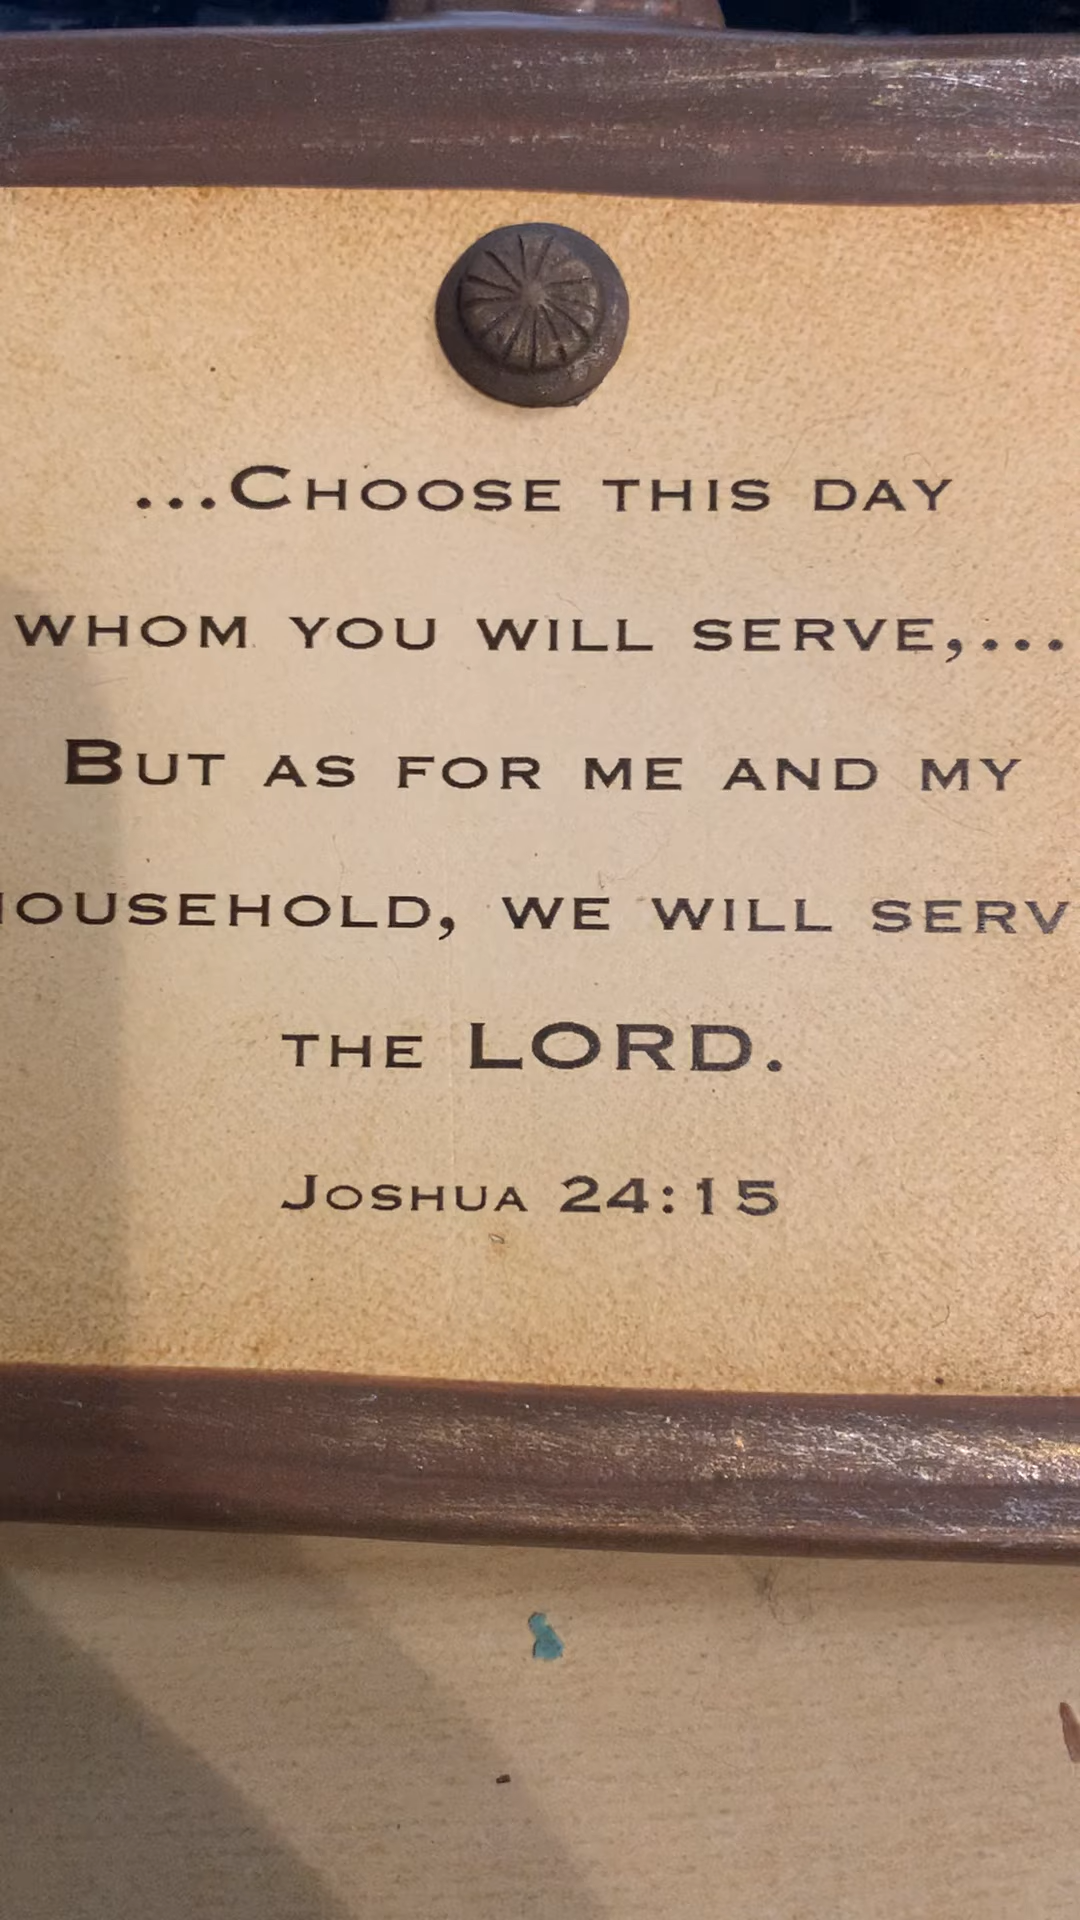 ...Choose this day
whom you will serve,...
But as for me and my
household, we will serv
the LORD.
Joshua 24:15